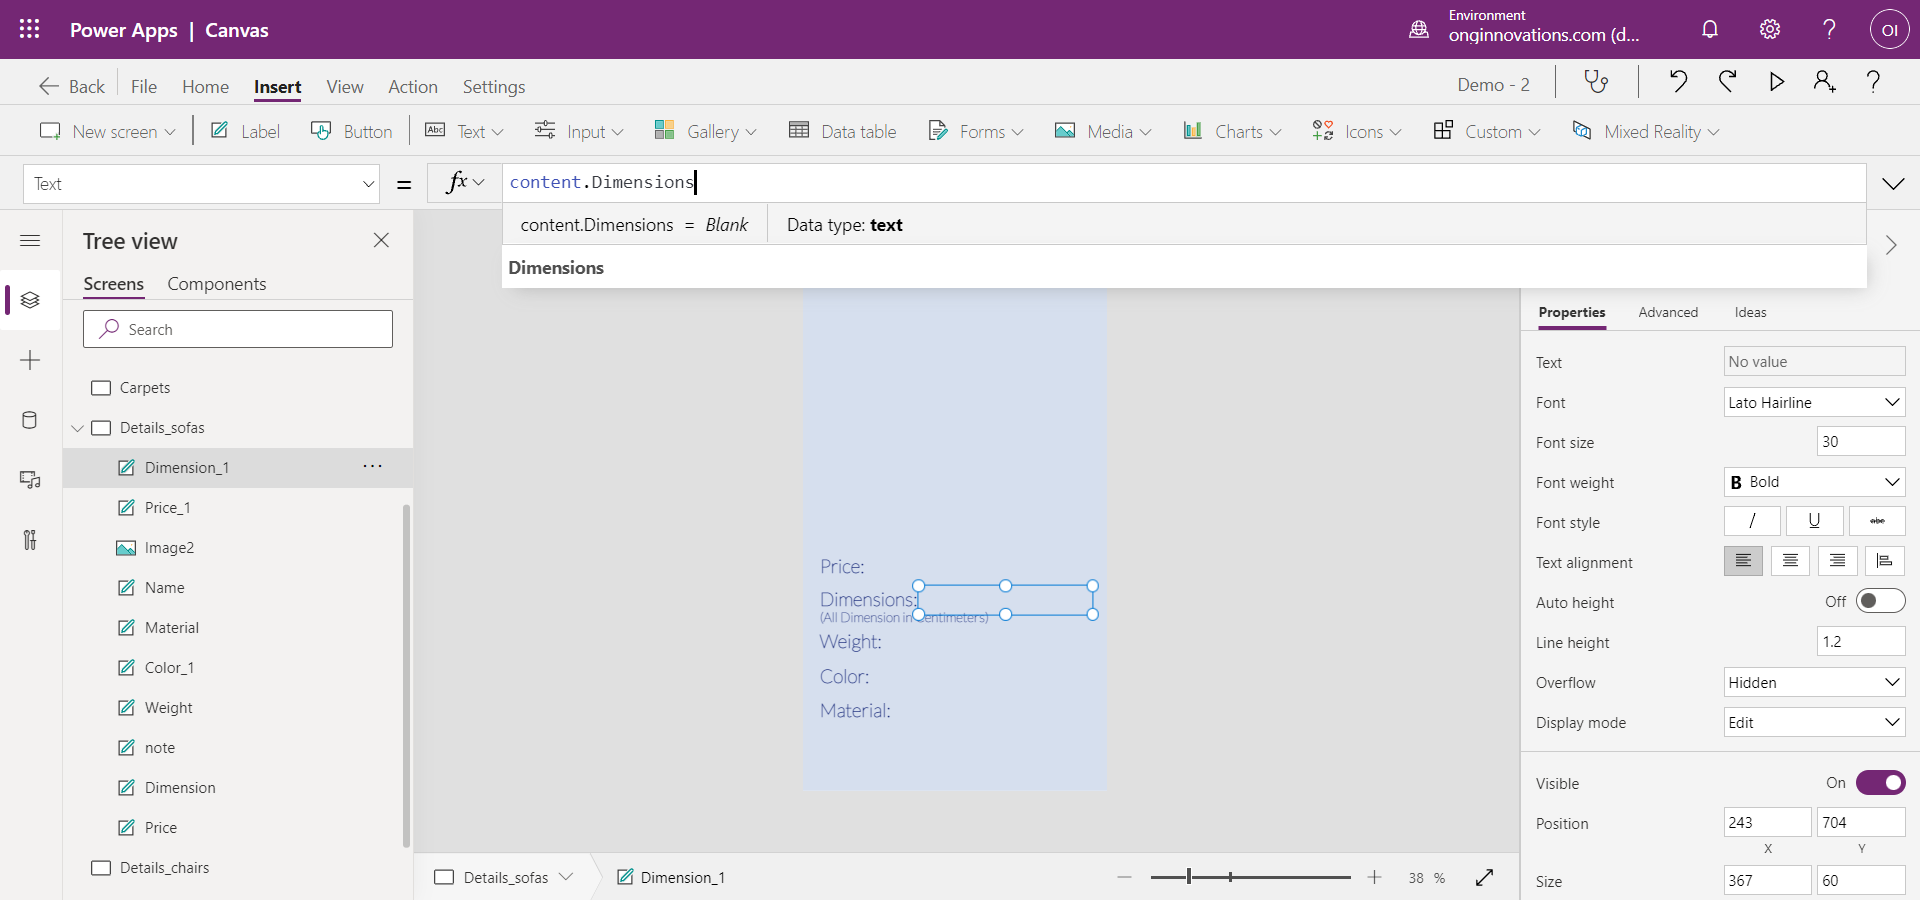 Power Apps | Canvas
Environment
onginnovations.com (d...
OI
Back File Home Insert View Action Settings
Demo - 2
New screen Label Button Abc Text Input Gallery Data table Forms Media Charts Icons Custom Mixed Reality
Text = fx content.Dimensions
content.Dimensions = Blank Data type: text
Dimensions
Tree view
Screens Components
Search
Carpets
Details_sofas
Dimension_1 ...
Price_1
Image2
Name
Material
Color_1
Weight
note
Dimension
Price
Details_chairs
Price:
Dimensions:
(All Dimension in Centimeters)
Weight:
Color:
Material:
Details_sofas Dimension_1
38 %
Properties Advanced Ideas
Text No value
Font Lato Hairline
Font size 30
Font weight B Bold
Font style / U abc
Text alignment
Auto height Off
Line height 1.2
Overflow Hidden
Display mode Edit
Visible On
Position 243 704
X Y
Size 367 60